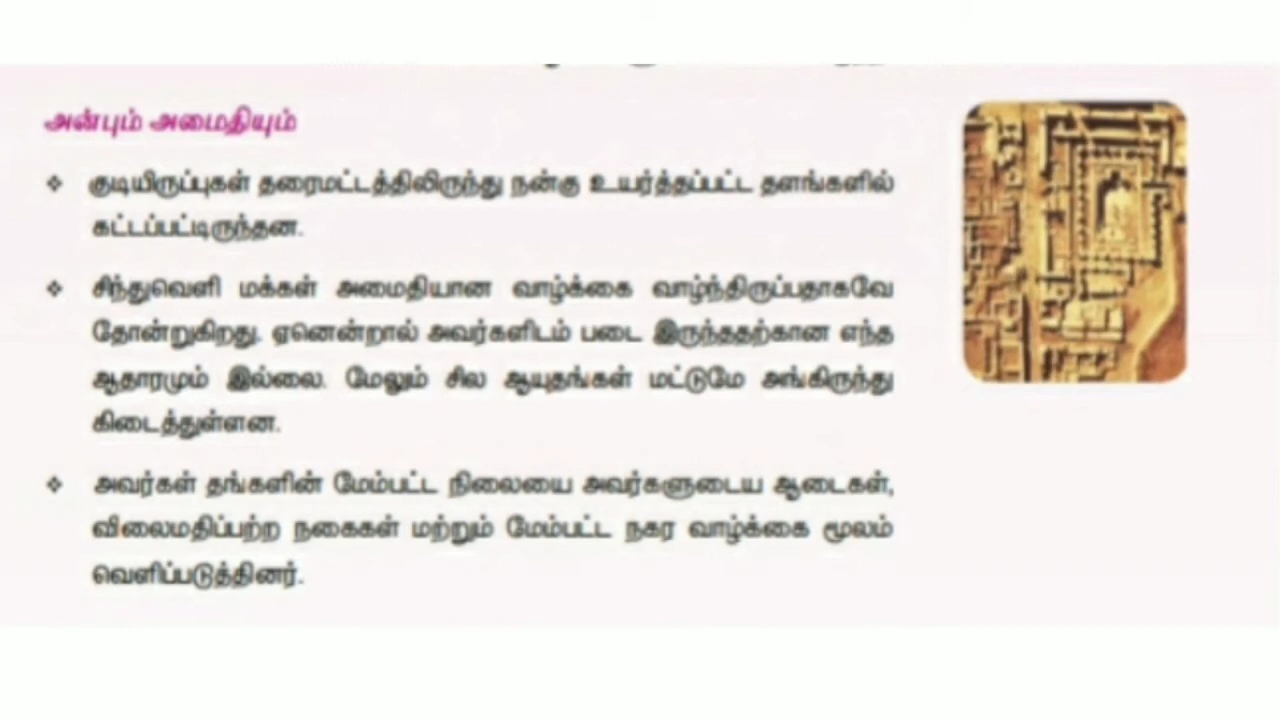 அன்பும் அமைதியும்
❖ குடியிருப்புகள் தரைமட்டத்திலிருந்து நன்கு உயர்த்தப்பட்ட தளங்களில்
கட்டப்பட்டிருந்தன.
❖ சிந்துவெளி மக்கள் அமைதியான வாழ்க்கை வாழ்ந்திருப்பதாகவே
தோன்றுகிறது. ஏனென்றால் அவர்களிடம் படை இருந்ததற்கான எந்த
ஆதாரமும் இல்லை. மேலும் சில ஆயுதங்கள் மட்டுமே அங்கிருந்து
கிடைத்துள்ளன.
❖ அவர்கள் தங்களின் மேம்பட்ட நிலையை அவர்களுடைய ஆடைகள்,
விலைமதிப்பற்ற நகைகள் மற்றும் மேம்பட்ட நகர வாழ்க்கை மூலம்
வெளிப்படுத்தினர்.